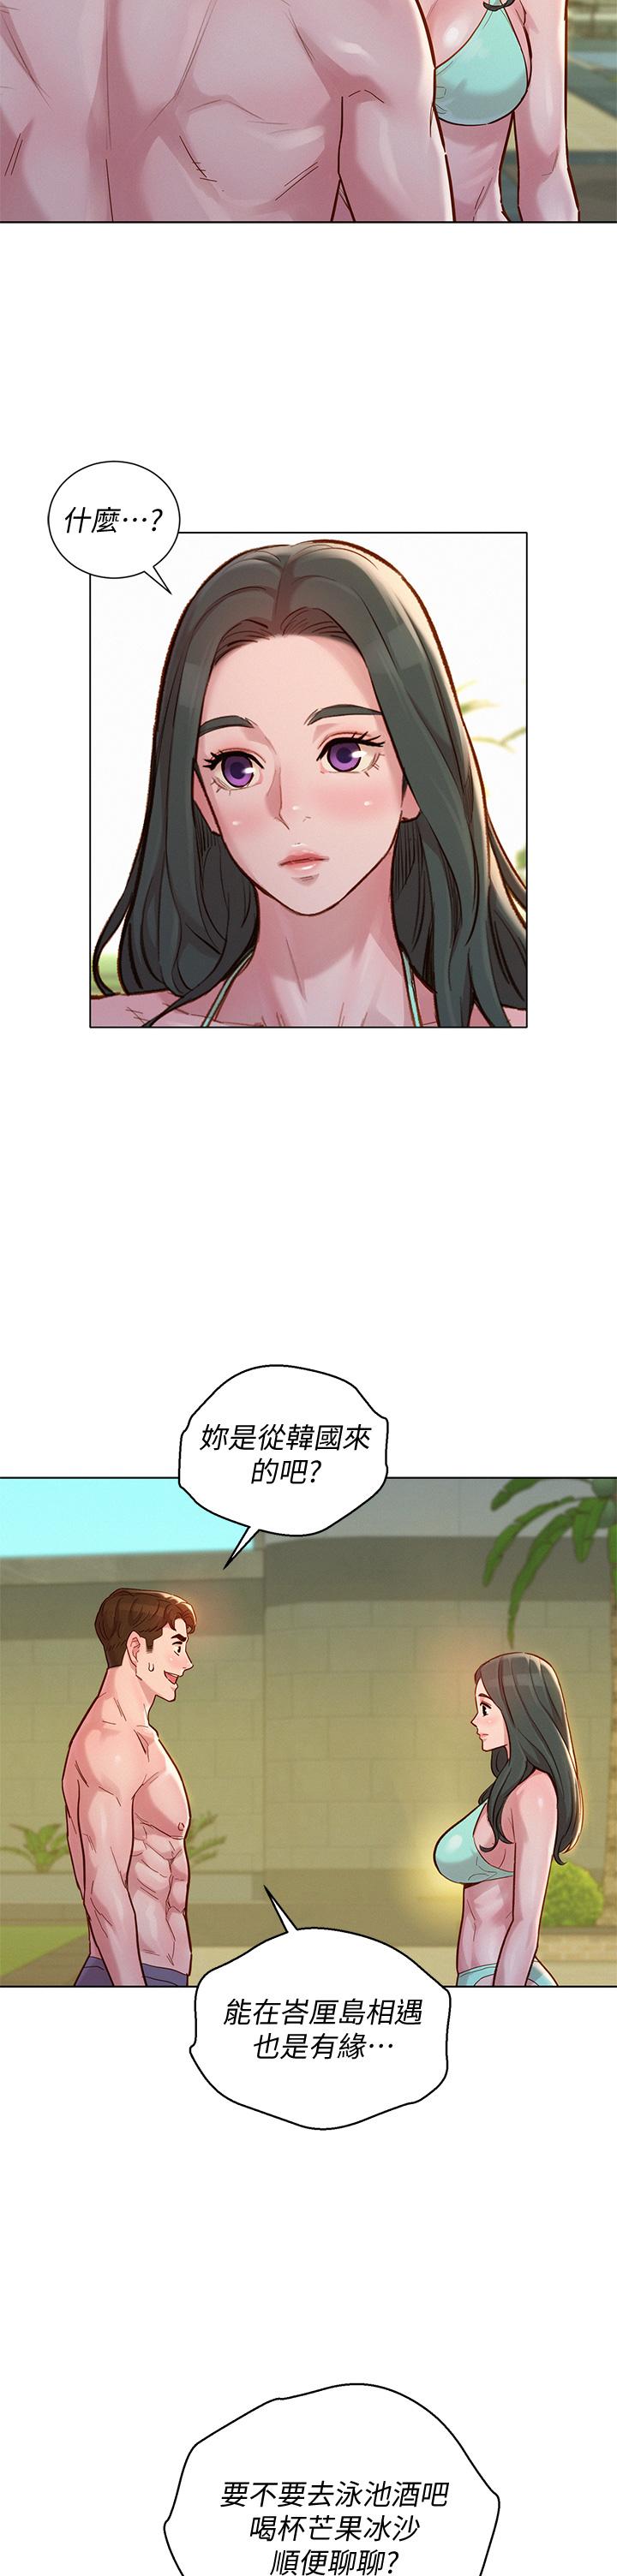 什麼⋯?
妳是從韓國來
的吧?
能在峇厘島相遇
也是有緣⋯
要不要去泳池酒吧
喝杯芒果冰沙
順便聊聊?